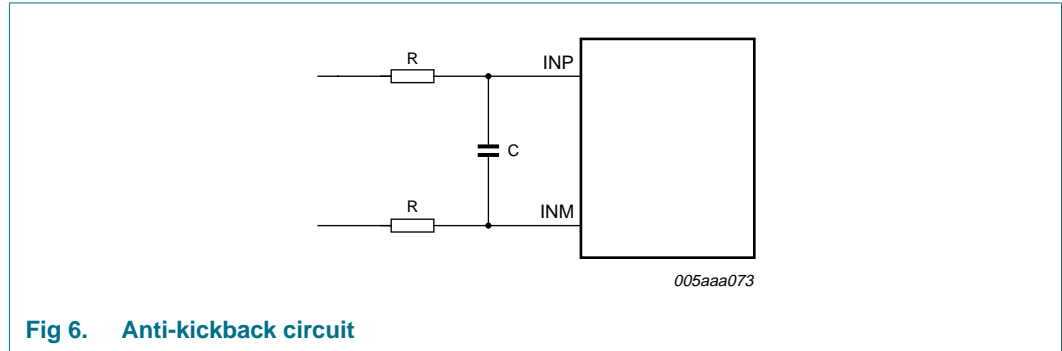 R
INP
C
R
INM
005aaa073
Fig 6. Anti-kickback circuit